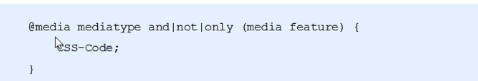 @media mediatype and|not|only (media feature) {
    CSS-Code;
}